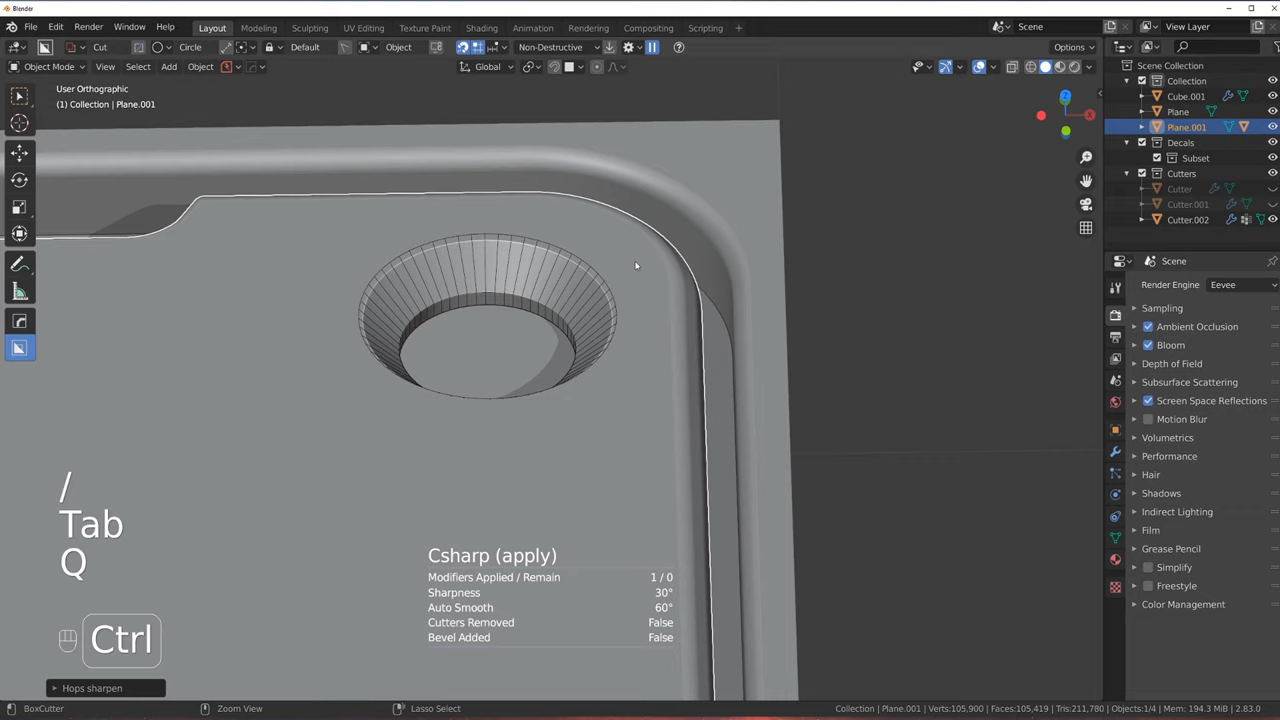 Blender
File Edit Render Window Help Layout Modeling Sculpting UV Editing Texture Paint Shading Animation Rendering Compositing Scripting Scene View Layer
Cut Circle Default Object Non-Destructive Options
Object Mode View Select Add Object Global
User Orthographic
(1) Collection | Plane.001
Scene Collection
Collection
Cube.001
Plane
Plane.001
Decals
Subset
Cutters
Cutter
Cutter.001
Cutter.002
Scene
Render Engine Eevee
Sampling
Ambient Occlusion
Bloom
Depth of Field
Subsurface Scattering
Screen Space Reflections
Motion Blur
Volumetrics
Performance
Hair
Shadows
Indirect Lighting
Film
Grease Pencil
Simplify
Freestyle
Color Management
Z
/
Tab
Q
Ctrl
Csharp (apply)
Modifiers Applied / Remain 1 / 0
Sharpness 30°
Auto Smooth 60°
Cutters Removed False
Bevel Added False
Hops sharpen
BoxCutter Zoom View Lasso Select Collection | Plane.001 | Verts:105,900 | Faces:105,419 | Tris:211,780 | Objects:1/4 | Mem: 194.3 MiB | 2.83.0